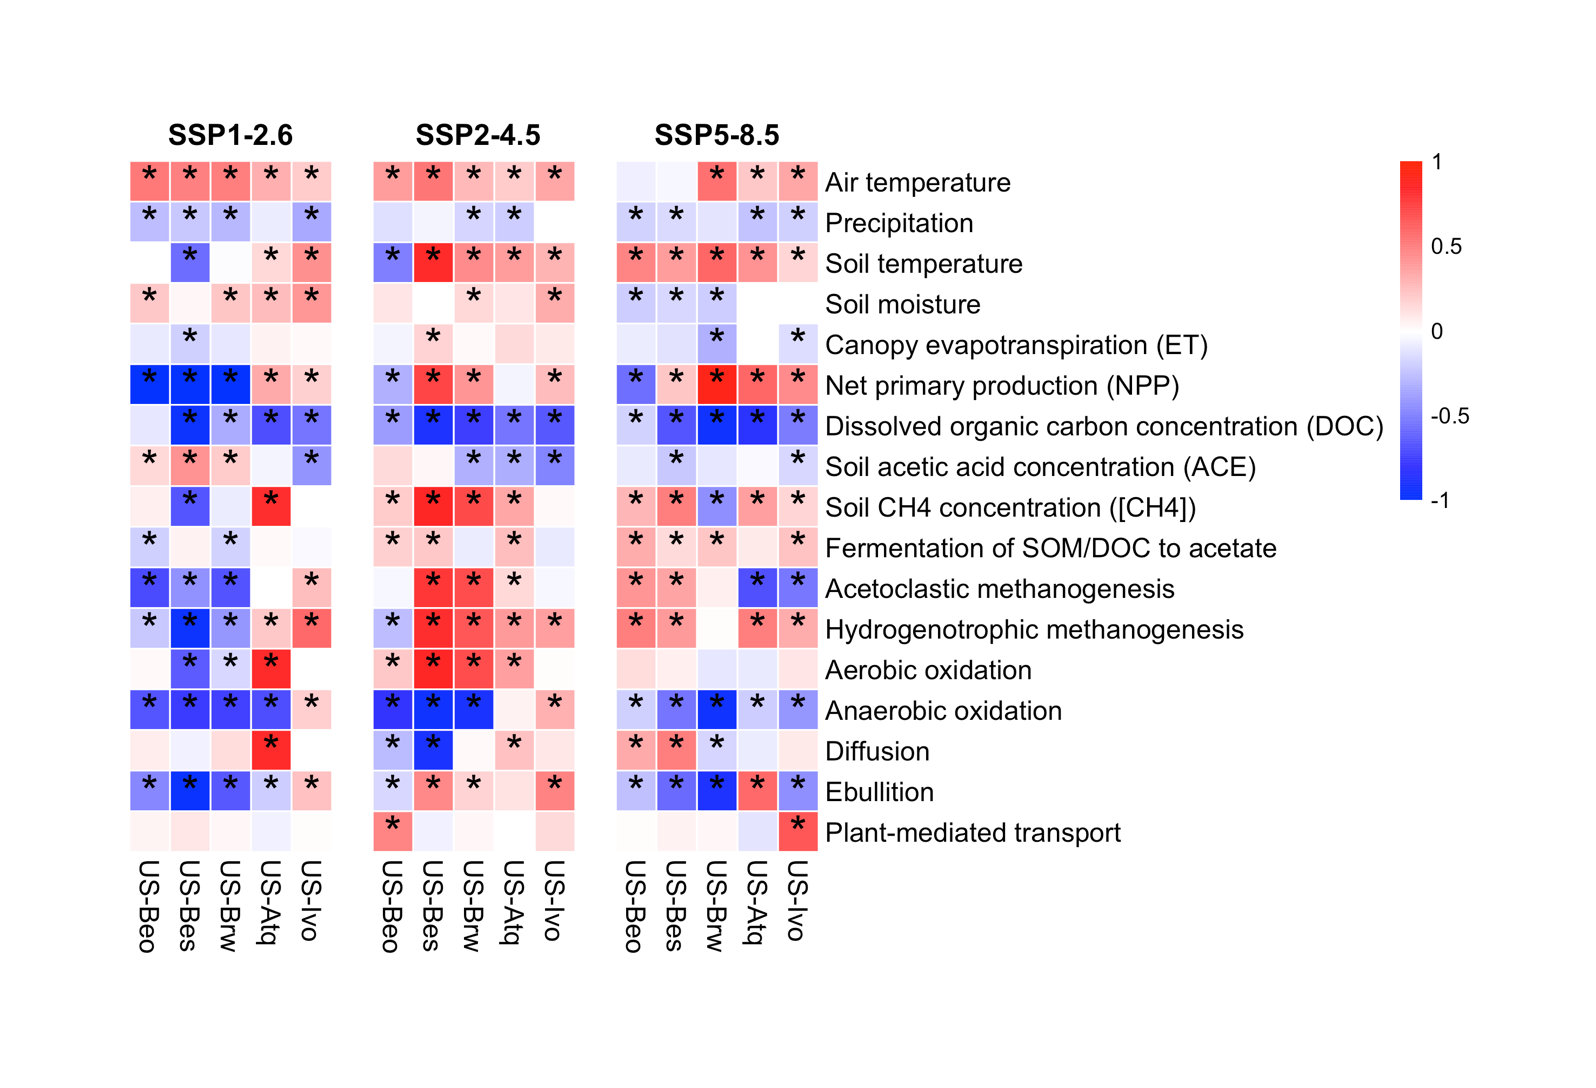 SSP1-2.6 SSP2-4.5 SSP5-8.5
* * * * * * * * * * * * * Air temperature 1
* * * * * * * * * * Precipitation
* * * * * * * * * * * * * Soil temperature 0.5
* * * * * * * * * Soil moisture
* * * * Canopy evapotranspiration (ET) 0
* * * * * * * * * * * * * * Net primary production (NPP)
* * * * * * * * * * * * * * Dissolved organic carbon concentration (DOC) -0.5
* * * * * * * * * Soil acetic acid concentration (ACE)
* * * * * * * * * * * Soil CH4 concentration ([CH4]) -1
* * * * * * * * * Fermentation of SOM/DOC to acetate
* * * * * * * * * * * Acetoclastic methanogenesis
* * * * * * * * * * * * * * Hydrogenotrophic methanogenesis
* * * * * * * Aerobic oxidation
* * * * * * * * * * * * * * Anaerobic oxidation
* * * * * * * Diffusion
* * * * * * * * * * * * * * Ebullition
* * Plant-mediated transport
US-Beo US-Bes US-Brw US-Atq US-Ivo US-Beo US-Bes US-Brw US-Atq US-Ivo US-Beo US-Bes US-Brw US-Atq US-Ivo